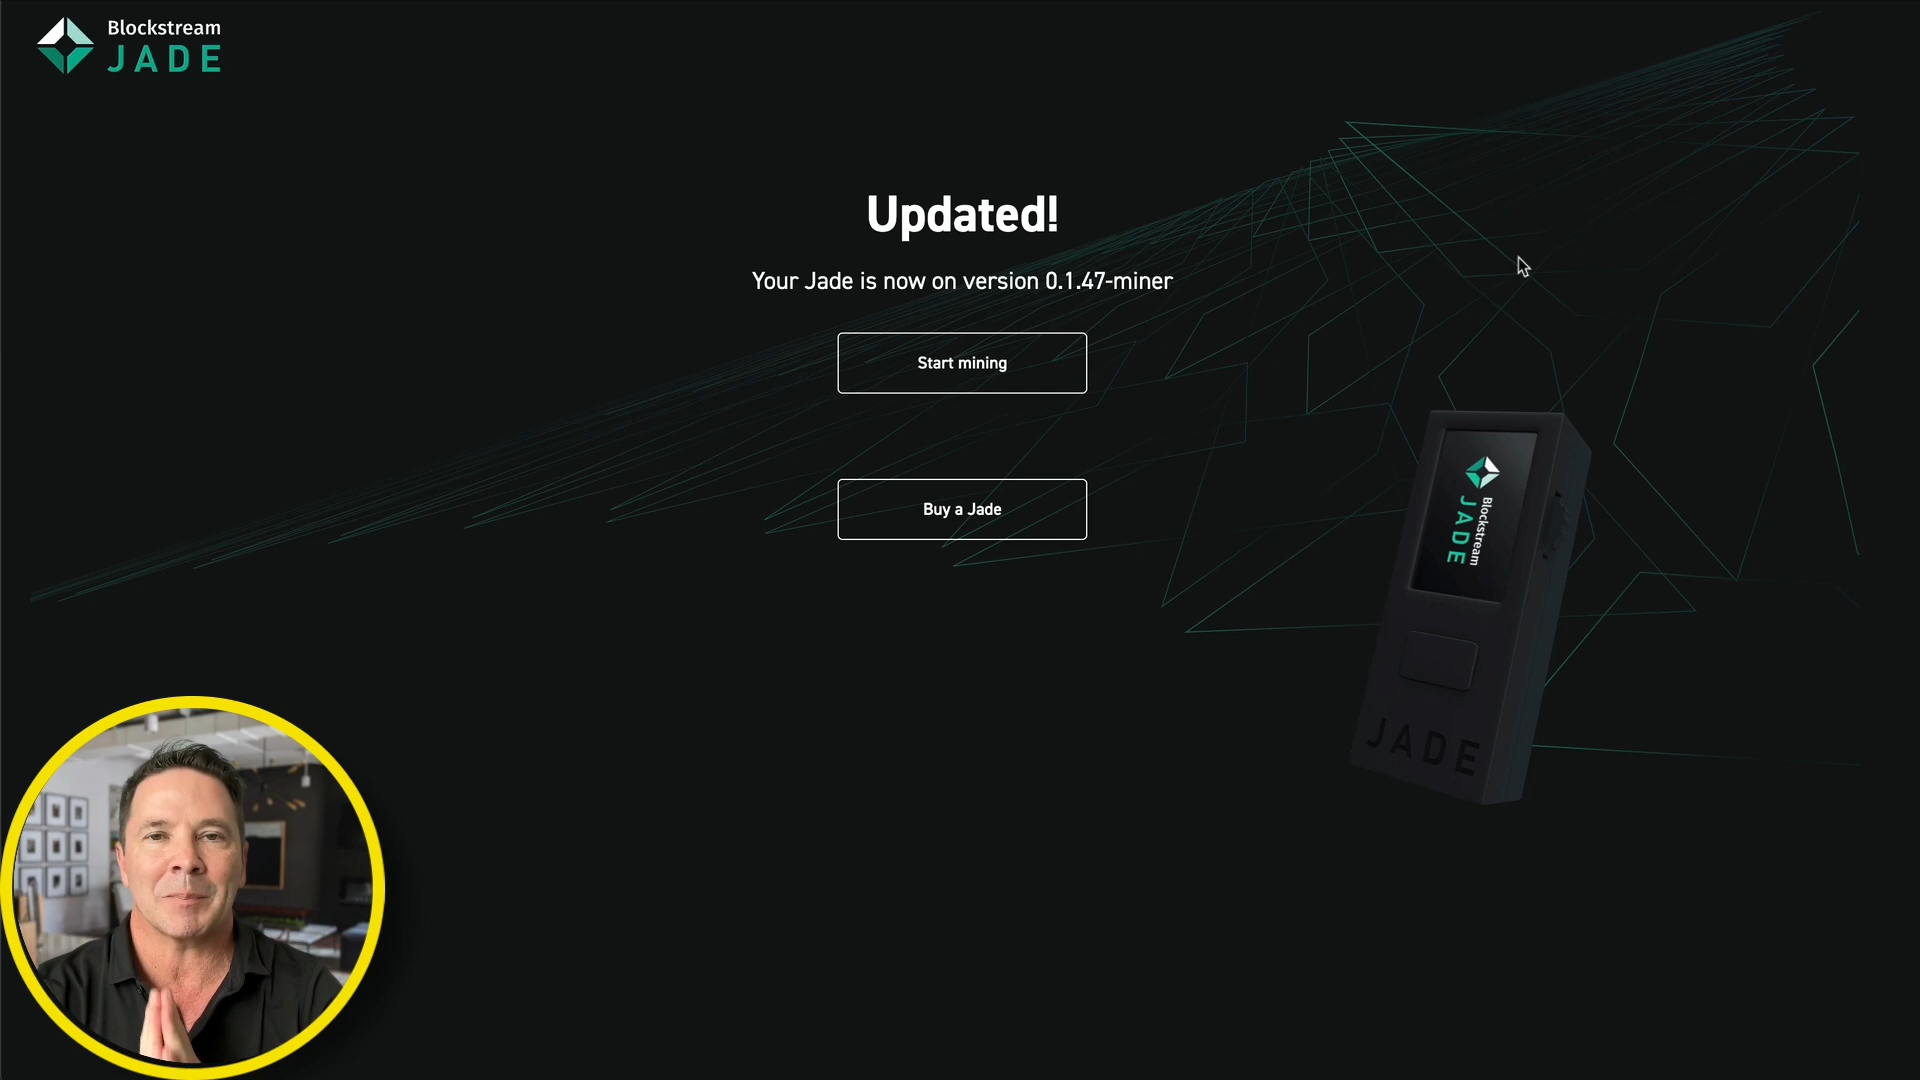 Blockstream
JADE
Updated!
Your Jade is now on version 0.1.47-miner
Start mining
Buy a Jade
Blockstream
JADE
JADE